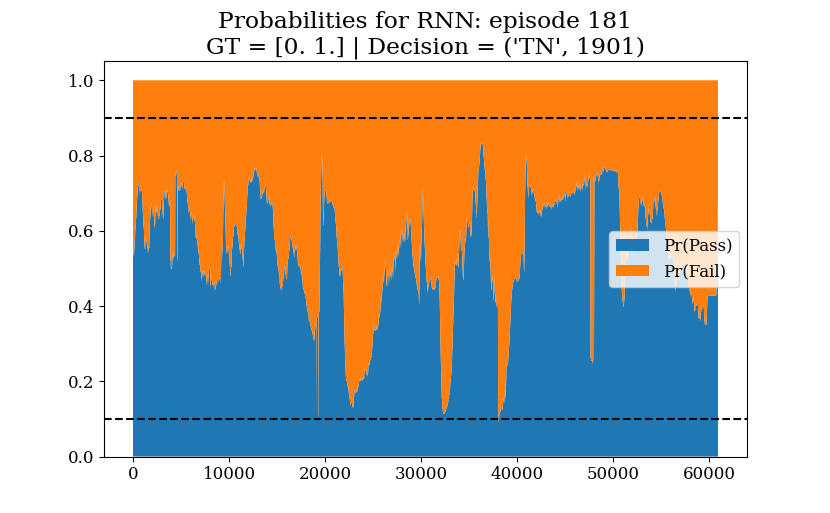 Probabilities for RNN: episode 181
GT = [0. 1.] | Decision = ('TN', 1901)
1.0
0.8
0.6
0.4
0.2
0.0
Pr(Pass)
Pr(Fail)
0 10000 20000 30000 40000 50000 60000